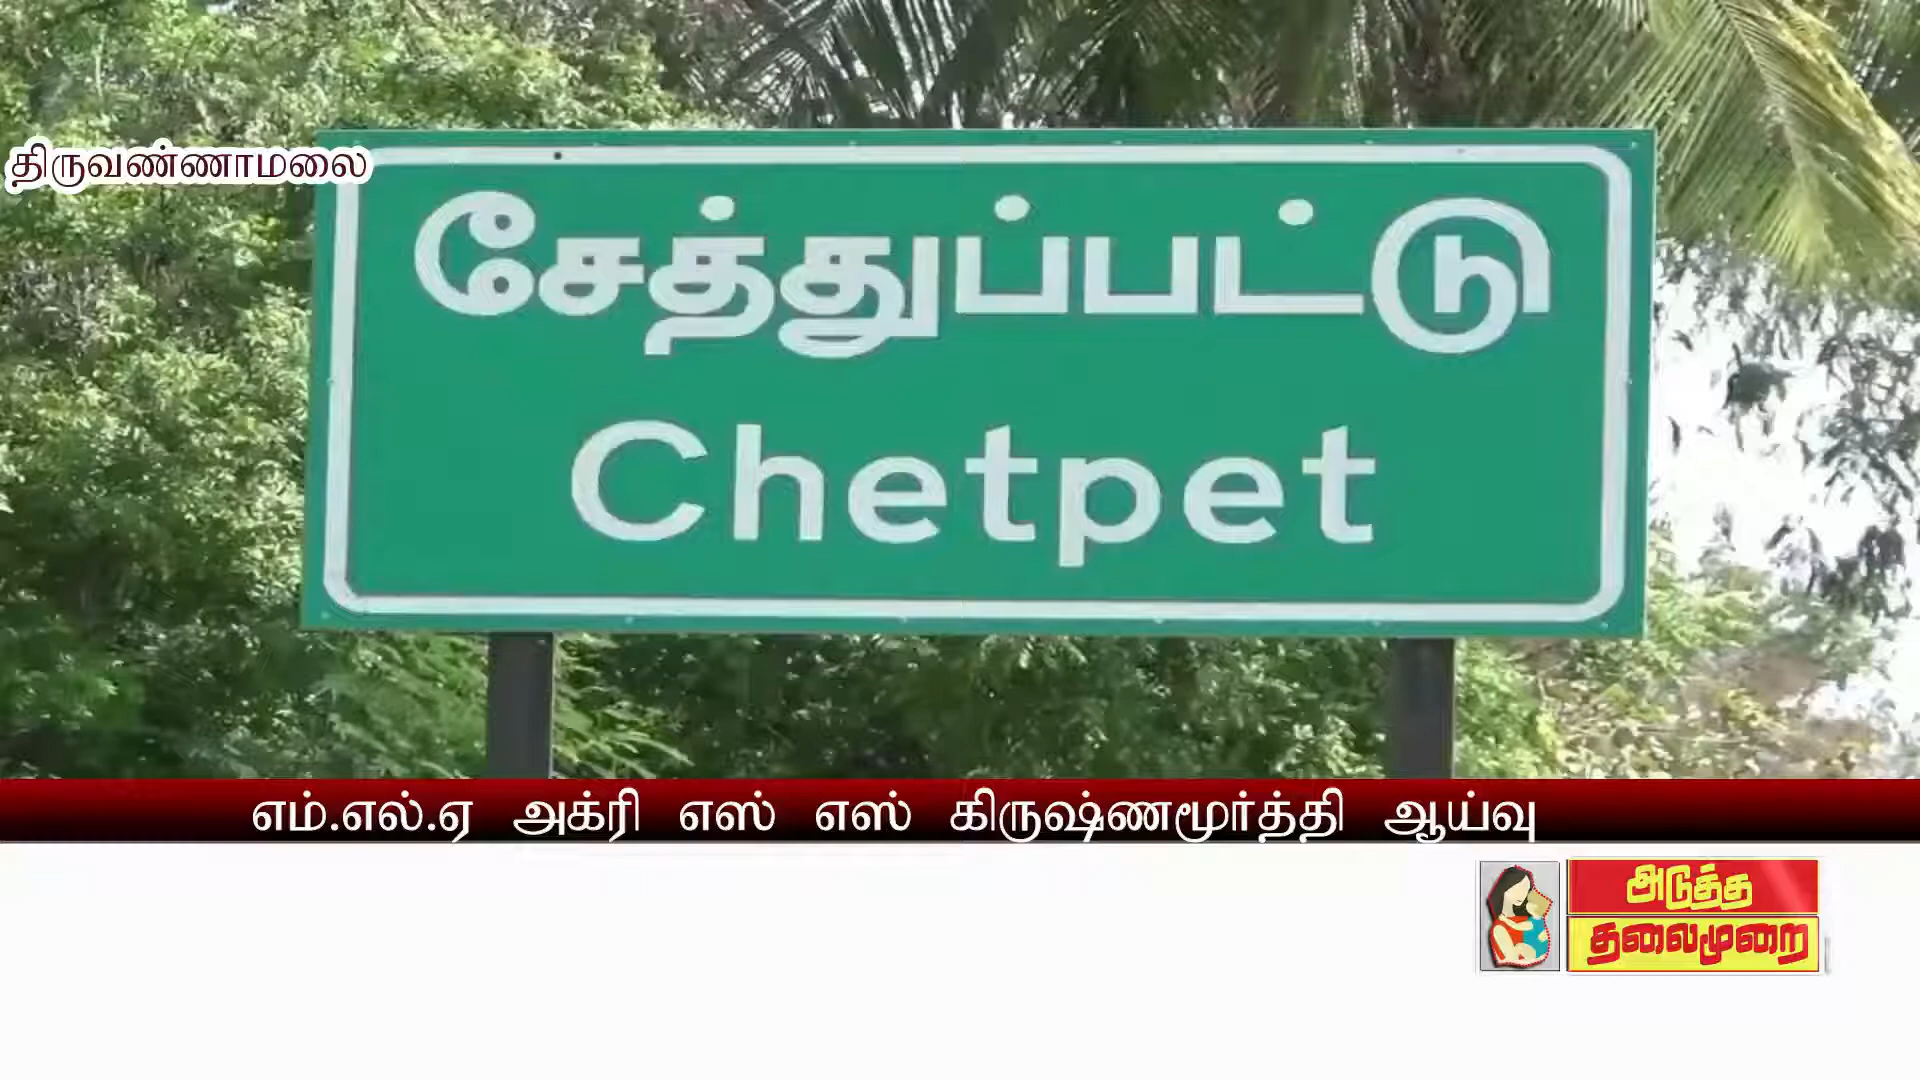 திருவண்ணாமலை
சேத்துப்பட்டு
Chetpet
எம்.எல்.ஏ அக்ரி எஸ் எஸ் கிருஷ்ணமூர்த்தி ஆய்வு
அடுத்த
தலைமுறை